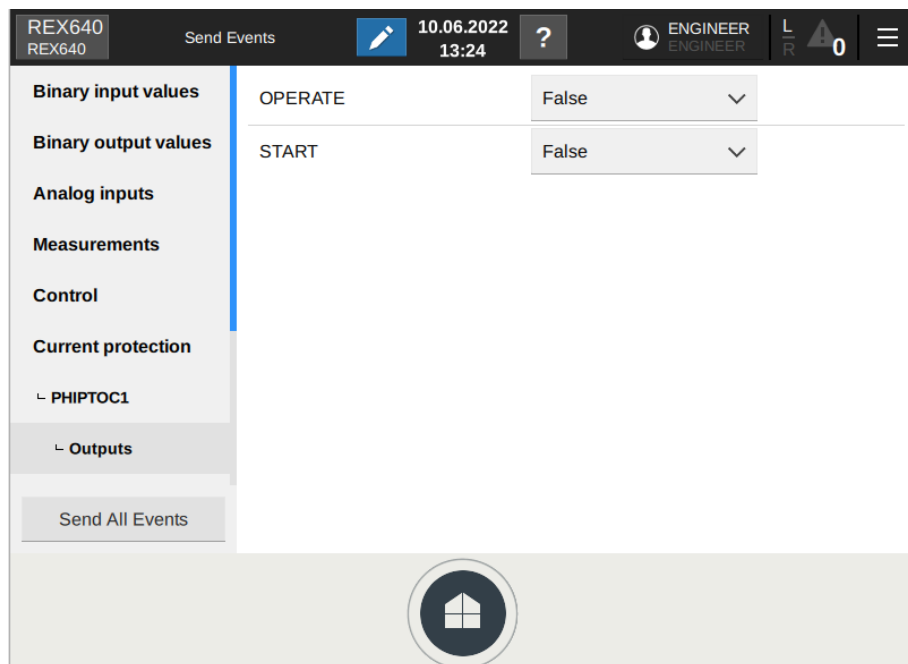 REX640
REX640
Send Events
10.06.2022
13:24
?
ENGINEER
ENGINEER
L
R
0
Binary input values
Binary output values
Analog inputs
Measurements
Control
Current protection
PHIPTOC1
Outputs
Send All Events
OPERATE
False
START
False